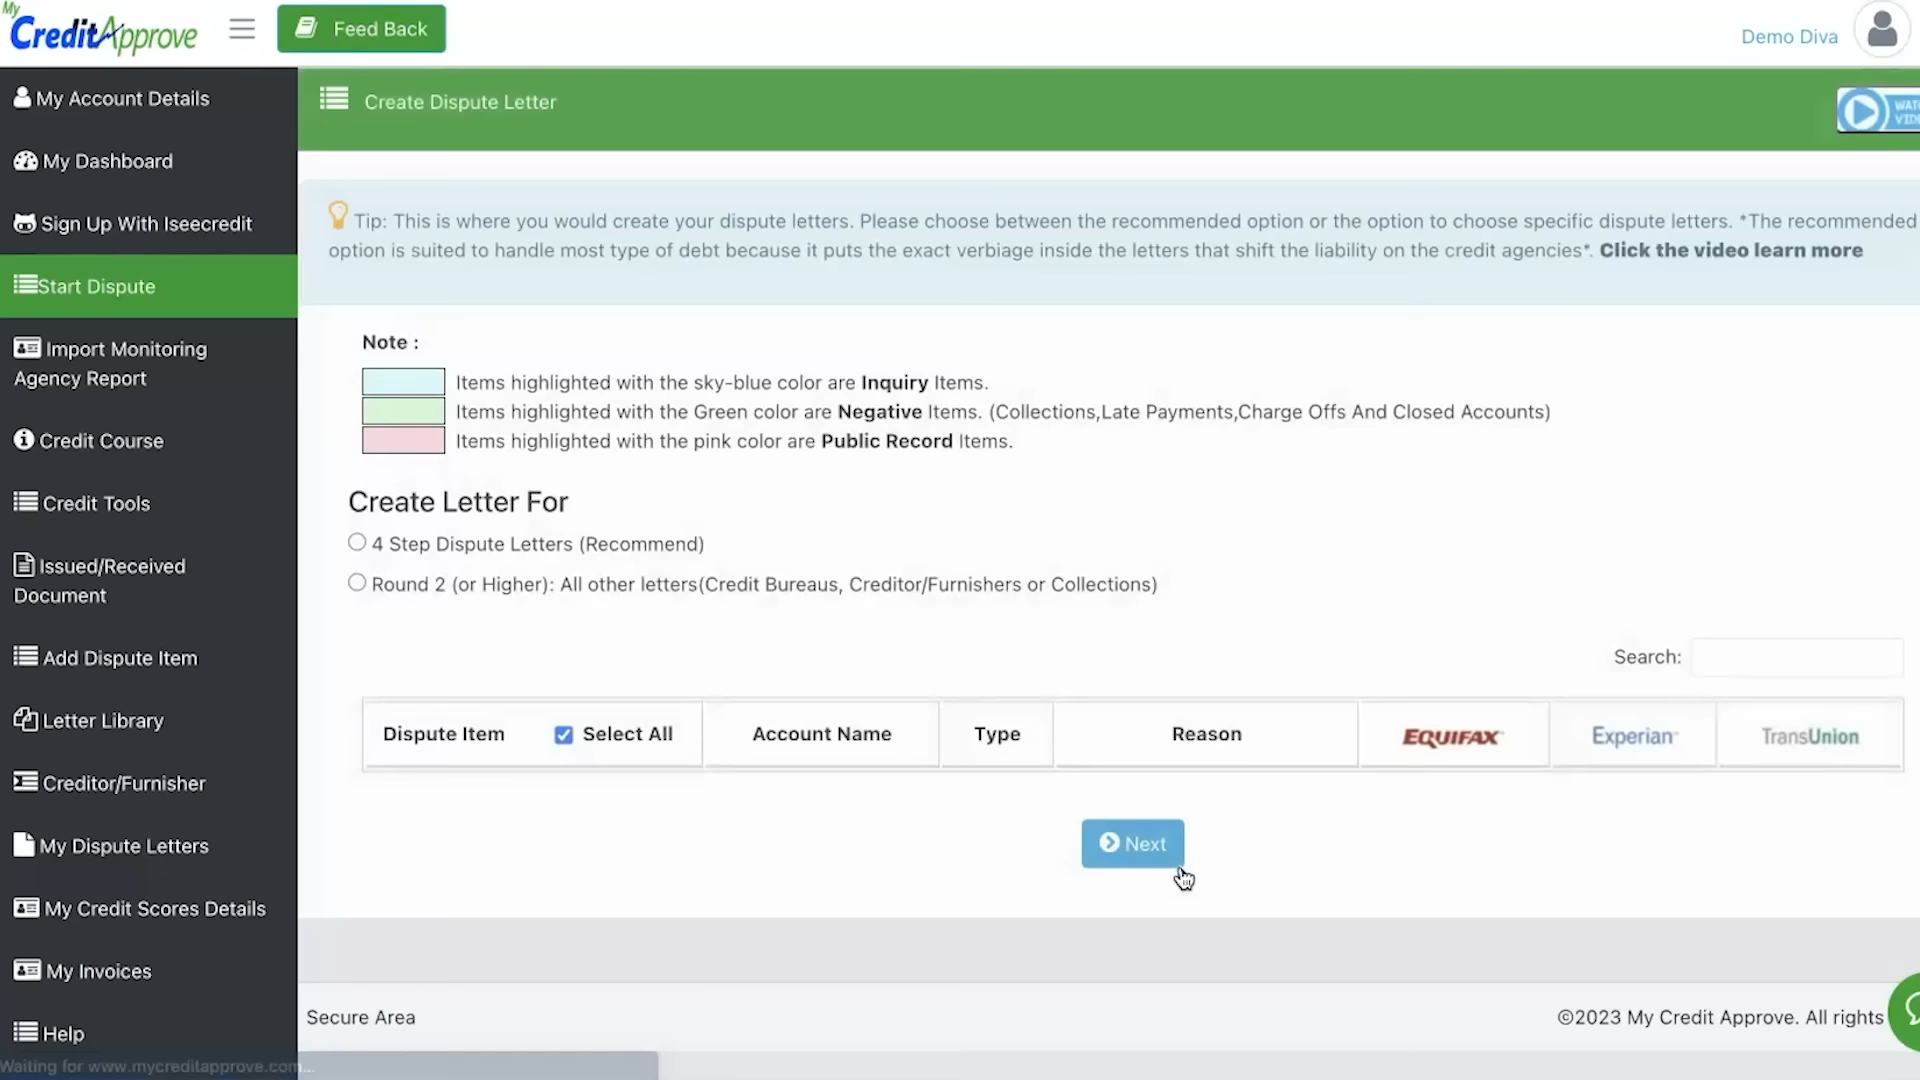 My
CreditApprove
Feed Back
Demo Diva
My Account Details
My Dashboard
Sign Up With Iseecredit
Start Dispute
Import Monitoring
Agency Report
Credit Course
Credit Tools
Issued/Received
Document
Add Dispute Item
Letter Library
Creditor/Furnisher
My Dispute Letters
My Credit Scores Details
My Invoices
Help
Waiting for www.mycreditapprove.com...
Create Dispute Letter
Tip: This is where you would create your dispute letters. Please choose between the recommended option or the option to choose specific dispute letters. *The recommended
option is suited to handle most type of debt because it puts the exact verbiage inside the letters that shift the liability on the credit agencies*. Click the video learn more
Note :
Items highlighted with the sky-blue color are Inquiry Items.
Items highlighted with the Green color are Negative Items. (Collections,Late Payments,Charge Offs And Closed Accounts)
Items highlighted with the pink color are Public Record Items.
Create Letter For
4 Step Dispute Letters (Recommend)
Round 2 (or Higher): All other letters(Credit Bureaus, Creditor/Furnishers or Collections)
Search:
Dispute Item Select All Account Name Type Reason EQUIFAX Experian TransUnion
Next
Secure Area
©2023 My Credit Approve. All rights